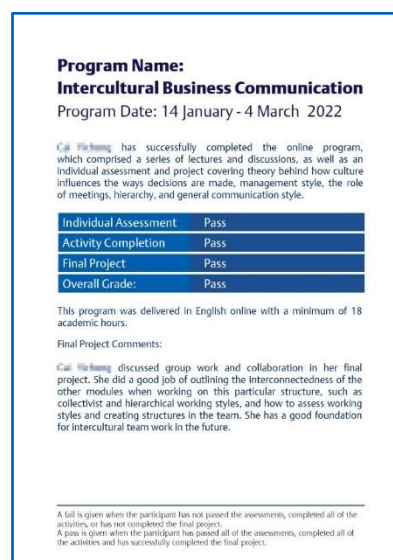 Program Name:
Intercultural Business Communication
Program Date: 14 January - 4 March 2022
has successfully completed the online program,
which comprised a series of lectures and discussions, as well as an
individual assessment and project covering theory behind how culture
influences the ways decisions are made, management style, the role
of meetings, hierarchy, and general communication style.
Individual Assessment Pass
Activity Completion Pass
Final Project Pass
Overall Grade: Pass
This program was delivered in English online with a minimum of 18
academic hours.
Final Project Comments:
discussed group work and collaboration in her final
project. She did a good job of outlining the interconnectedness of the
other modules when working on this particular structure, such as
collectivist and hierarchical working styles, and how to assess working
styles and creating structures in the team. She has a good foundation
for intercultural team work in the future.
A fail is given when the participant has not passed the assessments, completed all of the
activities, or has not completed the final project.
A pass is given when the participant has passed all of the assessments, completed all of
the activities and has successfully completed the final project.